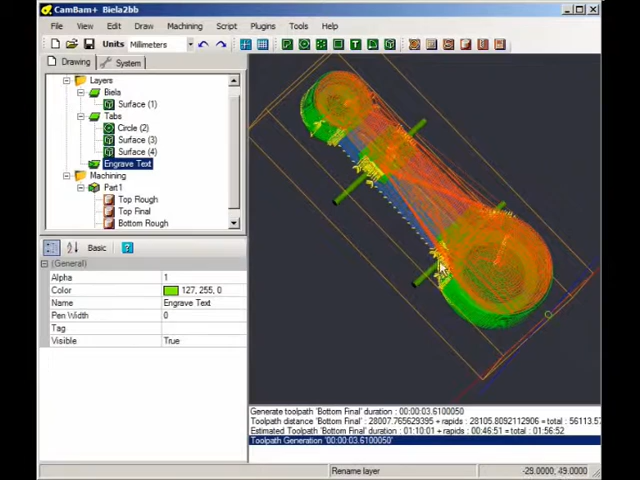 CamBam+ Biela2bb
File View Edit Draw Machining Script Plugins Tools Help
Units Millimeters
Drawing System
Layers
Biela
Surface (1)
Tabs
Circle (2)
Surface (3)
Surface (4)
Engrave Text
Machining
Part1
Top Rough
Top Final
Bottom Rough
Basic
(General)
Alpha 1
Color 127, 255, 0
Name Engrave Text
Pen Width 0
Tag
Visible True
Generate toolpath 'Bottom Final' duration : 00:00:03.6100050
Toolpath distance 'Bottom Final' : 28007.765629395 + rapids : 28105.8092112906 = total : 56113.57
Estimated Toolpath 'Bottom Final' : 01:10:01 + rapids : 00:46:51 = total : 01:56:52
Toolpath Generation '00:00:03.6100050'
Rename layer
-29.0000, 49.0000